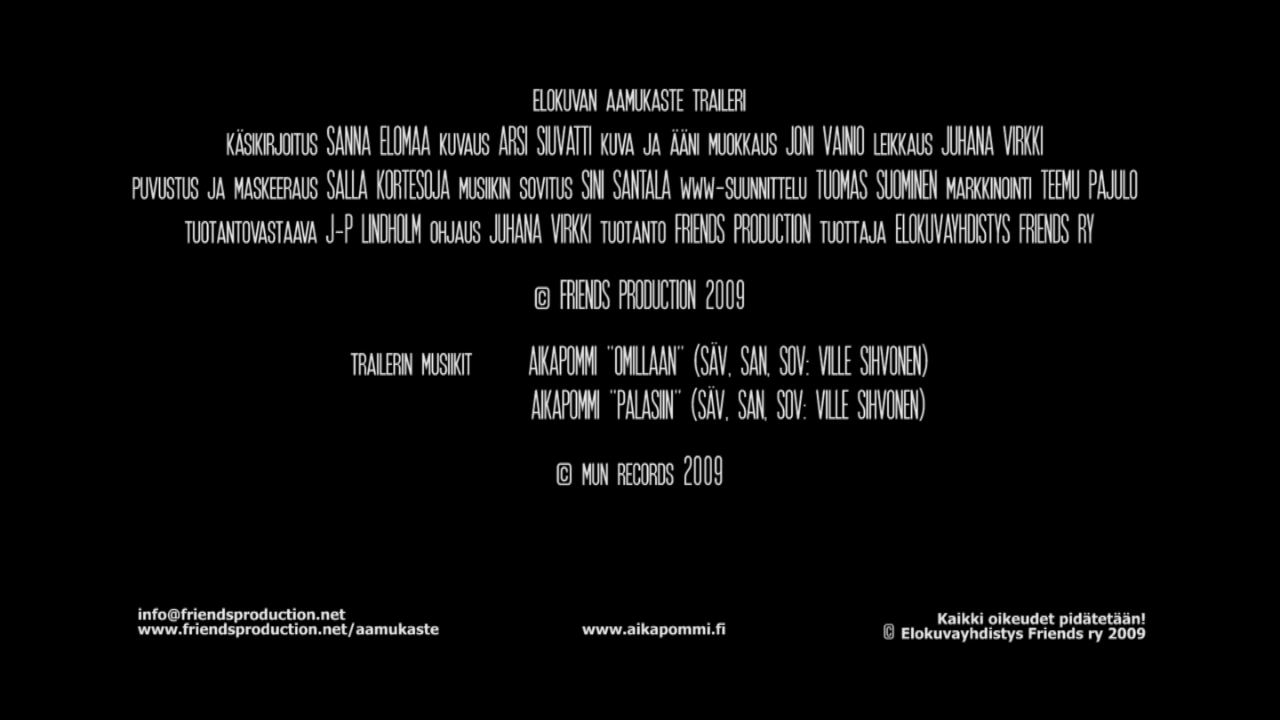 ELOKUVAN AAMUKASTE TRAILERI
KÄSIKIRJOITUS SANNA ELOMAA KUVAUS ARSI SIUVATTI KUVA JA ÄÄNI MUOKKAUS JONI VAINIO LEIKKAUS JUHANA VIRKKI
PUVUSTUS JA MASKEERAUS SALLA KORTESOJA MUSIIKIN SOVITUS SINI SANTALA WWW-SUUNNITTELU TUOMAS SUOMINEN MARKKINOINTI TEEMU PAJULO
TUOTANTOVASTAAVA J-P LINDHOLM OHJAUS JUHANA VIRKKI TUOTANTO FRIENDS PRODUCTION TUOTTAJA ELOKUVAYHDISTYS FRIENDS RY
© FRIENDS PRODUCTION 2009
TRAILERIN MUSIIKIT AIKAPOMMI "OMILLAAN" (SÄV, SAN, SOV: VILLE SIHVONEN)
AIKAPOMMI "PALASIIN" (SÄV, SAN, SOV: VILLE SIHVONEN)
© MUN RECORDS 2009
info@friendsproduction.net
www.friendsproduction.net/aamukaste
www.aikapommi.fi
Kaikki oikeudet pidätetään!
© Elokuvayhdistys Friends ry 2009